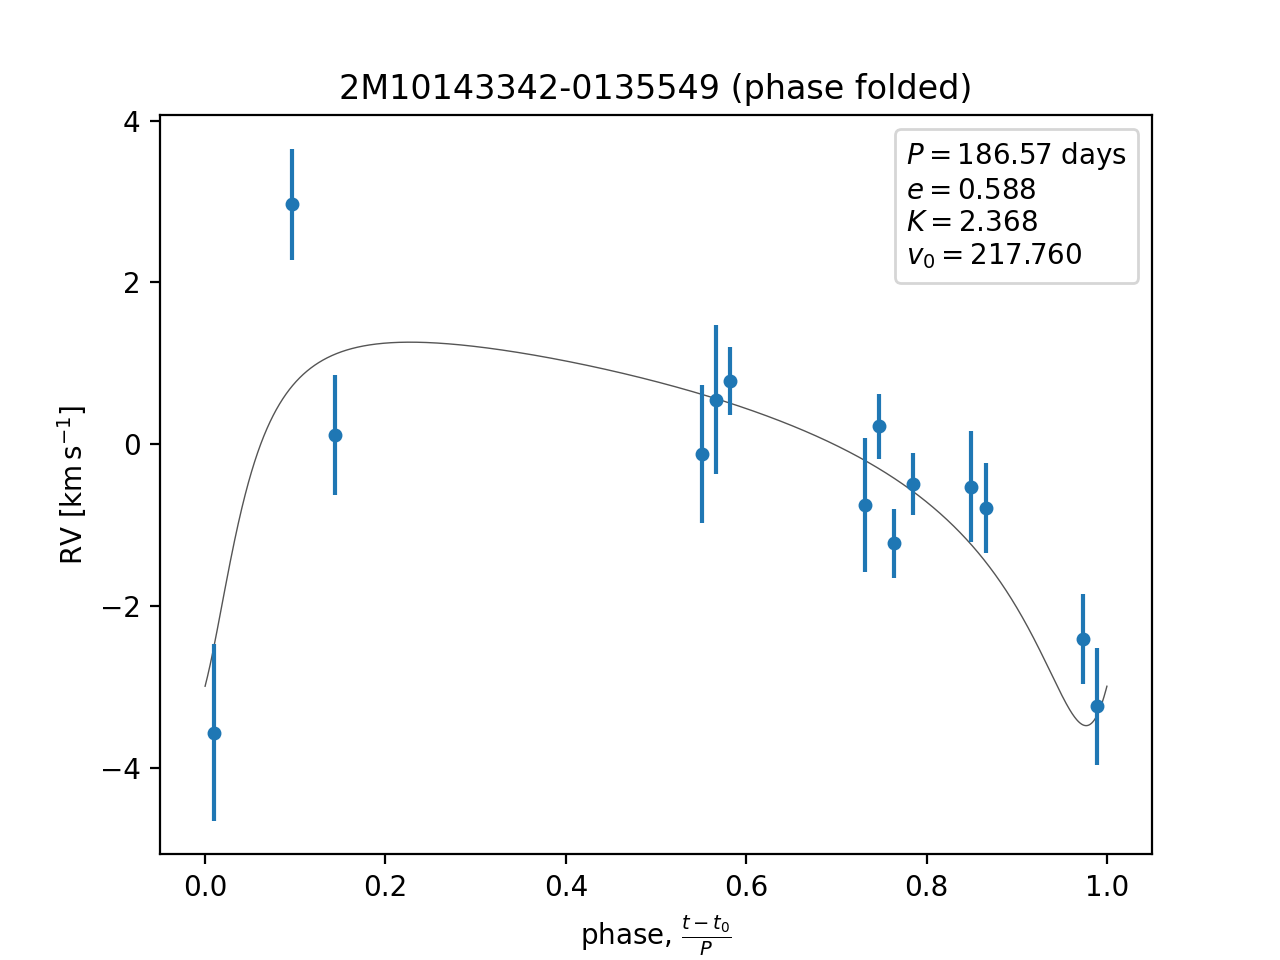 2M10143342-0135549 (phase folded)
P = 186.57 days
e = 0.588
K = 2.368
v₀ = 217.760
RV [km s⁻¹]
4
2
0
−2
−4
0.0 0.2 0.4 0.6 0.8 1.0
phase, (t − t₀)/P